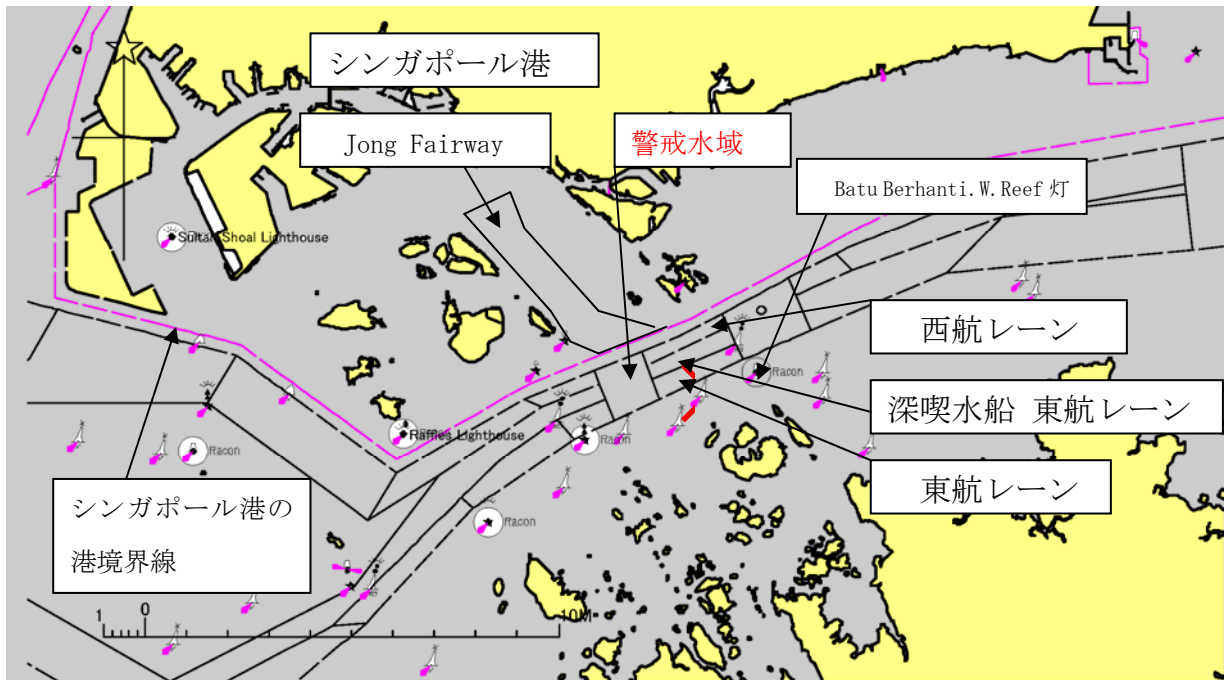 シンガポール港
Jong Fairway
警戒水域
Batu Berhanti.W.Reef 灯
Sultan Shoal Lighthouse
西航レーン
Racon
深喫水船 東航レーン
Raffles Lighthouse
Racon
Racon
東航レーン
シンガポール港の
港境界線
Racon
1 0 10M